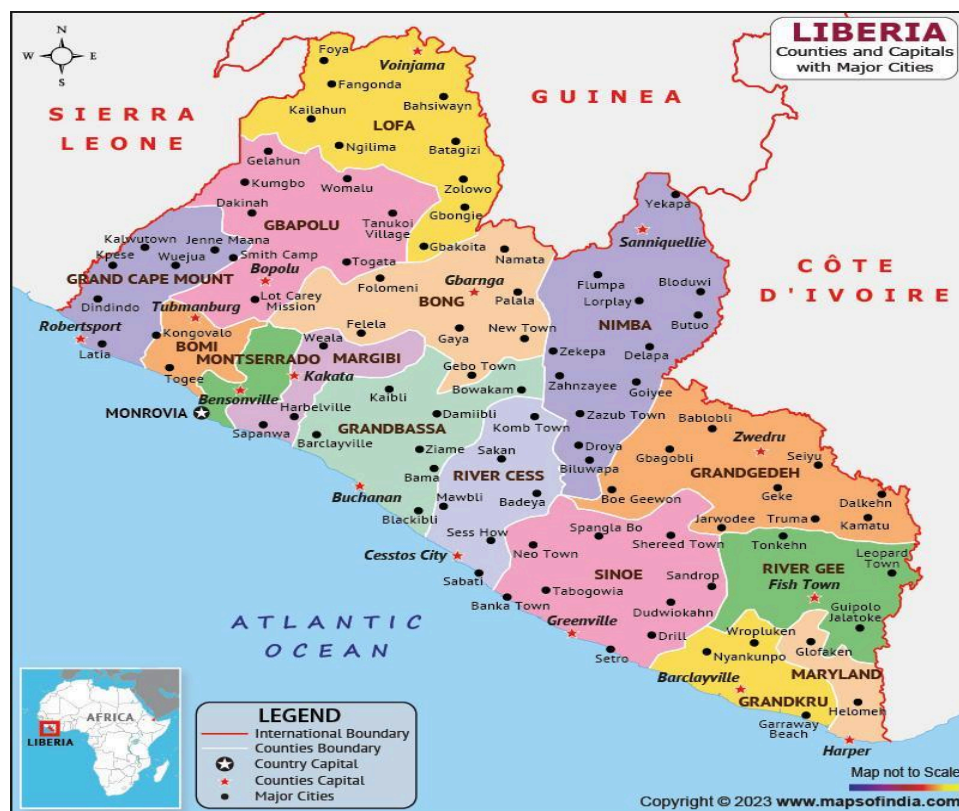 LIBERIA
Counties and Capitals
with Major Cities
N
W E
S
SIERRA
LEONE
GUINEA
CÔTE
D'IVOIRE
Foya
Voinjama
Fangonda
Bahsiwayn
Kailahun
LOFA
Ngilima
Batagizi
Zolowo
Gbongie
Gbakoita
Gelahun
Kumgbo
Womalu
Dakinah
GBAPOLU
Tanukoi
Village
Togata
Smith Camp
Bopolu
Lot Carey
Mission
Kalwutown
Jenne Maana
Kpese
Wuejua
GRAND CAPE MOUNT
Dindindo
Tubmanburg
Robertsport
Latia
Kongovalo
BOMI
Togee
MONTSERRADO
Bensonville
MONROVIA
Weala
MARGIBI
Kakata
Harbelville
Sapanwa
Namata
Folomeni
Gbarnga
BONG
Palala
Felela
Gaya
New Town
Gebo Town
Yekapa
Sanniquellie
Flumpa
Bloduwi
Lorplay
NIMBA
Butuo
Zekepa
Delapa
Zahnzayee
Goiyee
Zazub Town
Droya
Biluwapa
Bowakam
Kaibli
Damiibli
GRANDBASSA
Barclayville
Ziame
Bama
Buchanan
Blackibli
Komb Town
Sakan
RIVER CESS
Mawbli
Badeya
Sess How
Cesstos City
Sabati
Bablobli
Zwedru
Gbagobli
Seiyu
GRANDGEDEH
Boe Geewon
Geke
Dalkehn
Jarwodee
Truma
Kamatu
Spangla Bo
Neo Town
Shereed Town
SINOE
Sandrop
Tabogowia
Banka Town
Dudwiokahn
Greenville
Drill
Setro
Tonkehn
Leopard
Town
RIVER GEE
Fish Town
Guipolo
Jalatoke
Wropluken
Glofaken
Nyankunpo
MARYLAND
Barclayville
GRANDKRU
Helomeh
Garraway
Beach
Harper
ATLANTIC
OCEAN
AFRICA
LIBERIA
LEGEND
International Boundary
Counties Boundary
Country Capital
Counties Capital
Major Cities
Map not to Scale
Copyright © 2023 www.mapsofindia.com